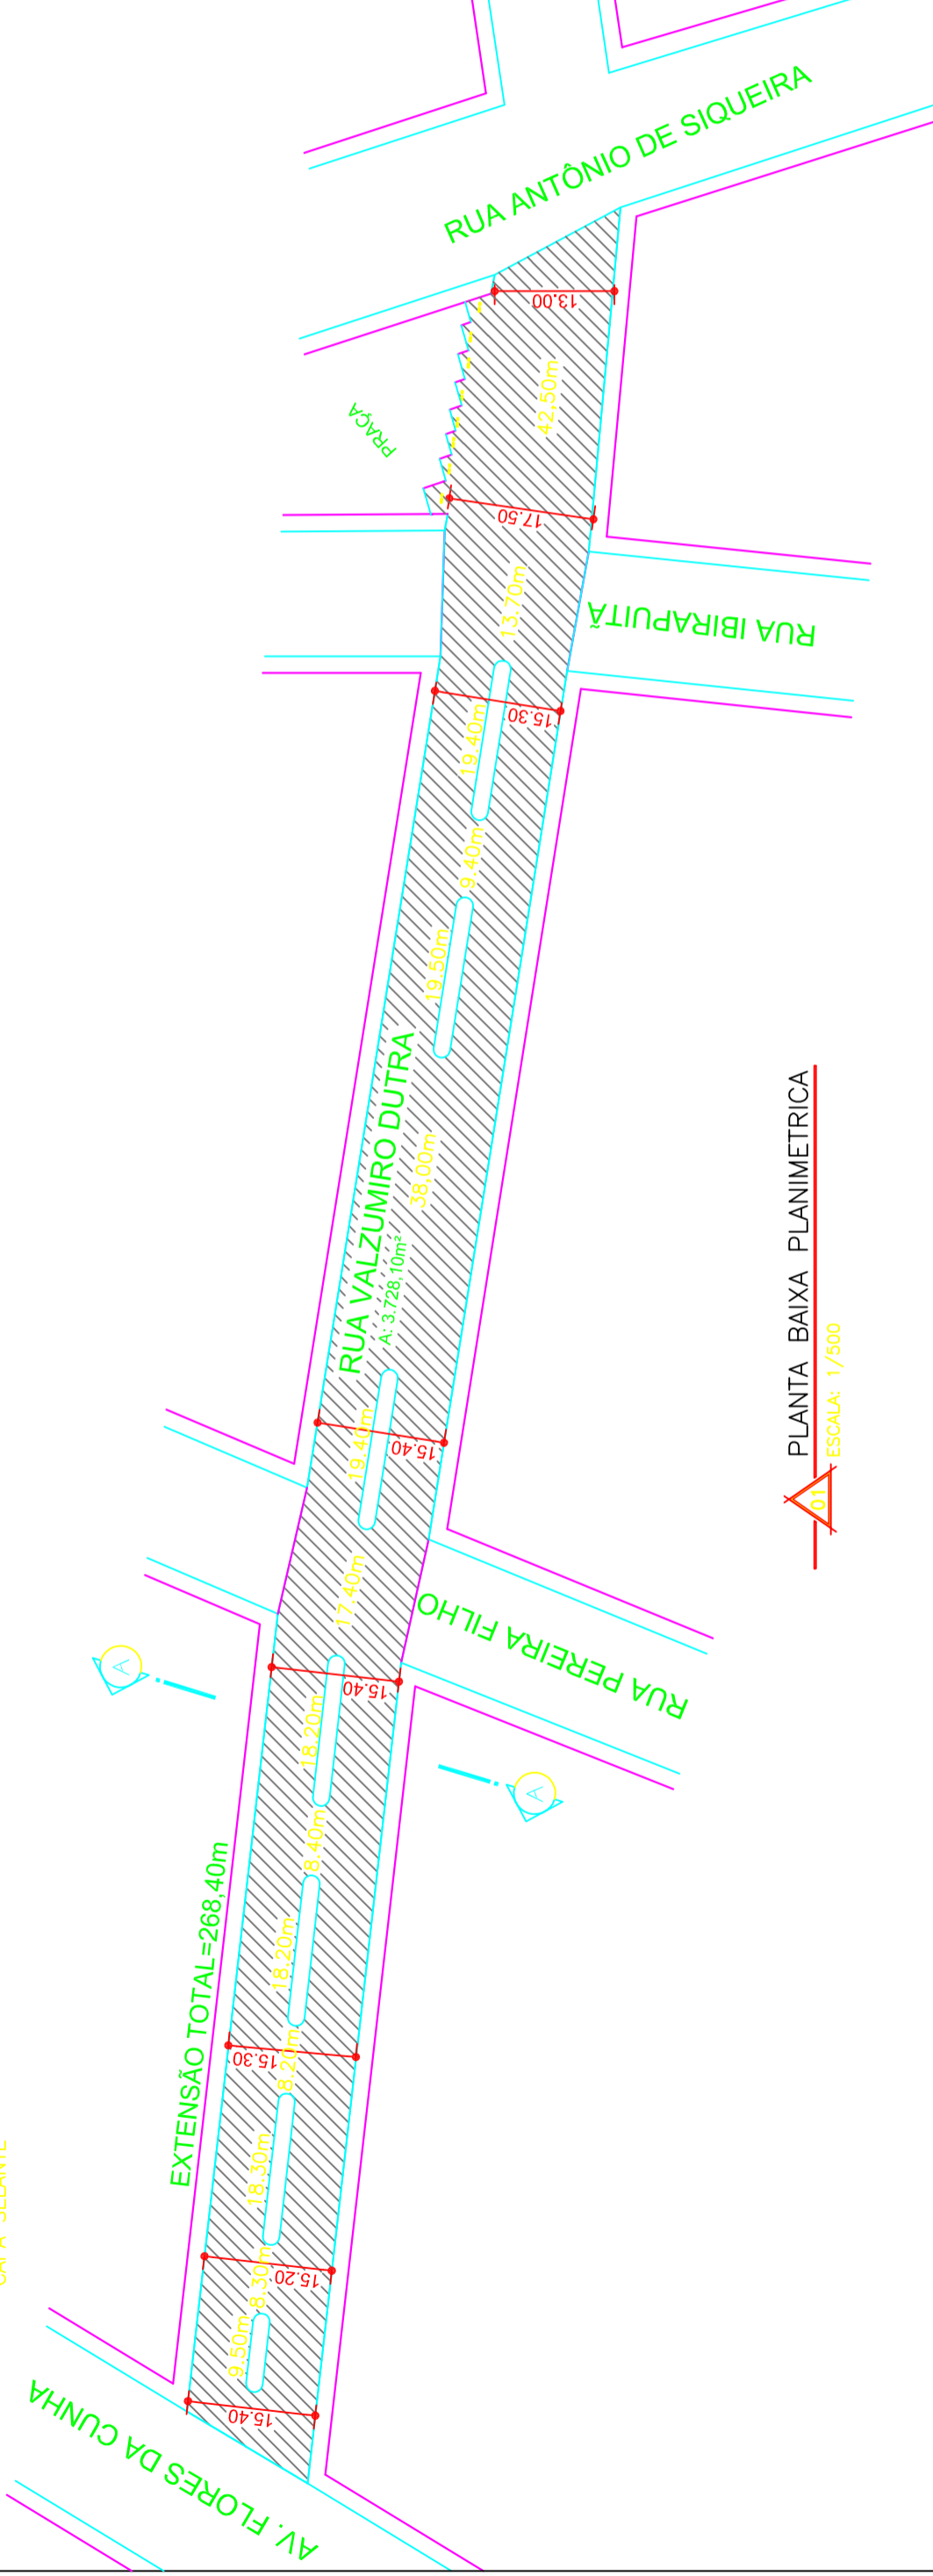 RUA ANTÔNIO DE SIQUEIRA
13.00
42,50m
PRAÇA
17.50
13.70m
RUA IBIRAPUITÃ
15.30
19.40m
9.40m
19.50m
RUA VALZUMIRO DUTRA
38,00m
A: 3.728,10m²
PLANTA BAIXA PLANIMETRICA
ESCALA: 1/500
01
15.40
19.40m
17.40m
RUA PEREIRA FILHO
A
15.40
18.20m
A
8.40m
EXTENSÃO TOTAL=268,40m
18.20m
15.30
8.20m
18.30m
15.20
8.30m
9.50m
15.40
AV. FLORES DA CUNHA